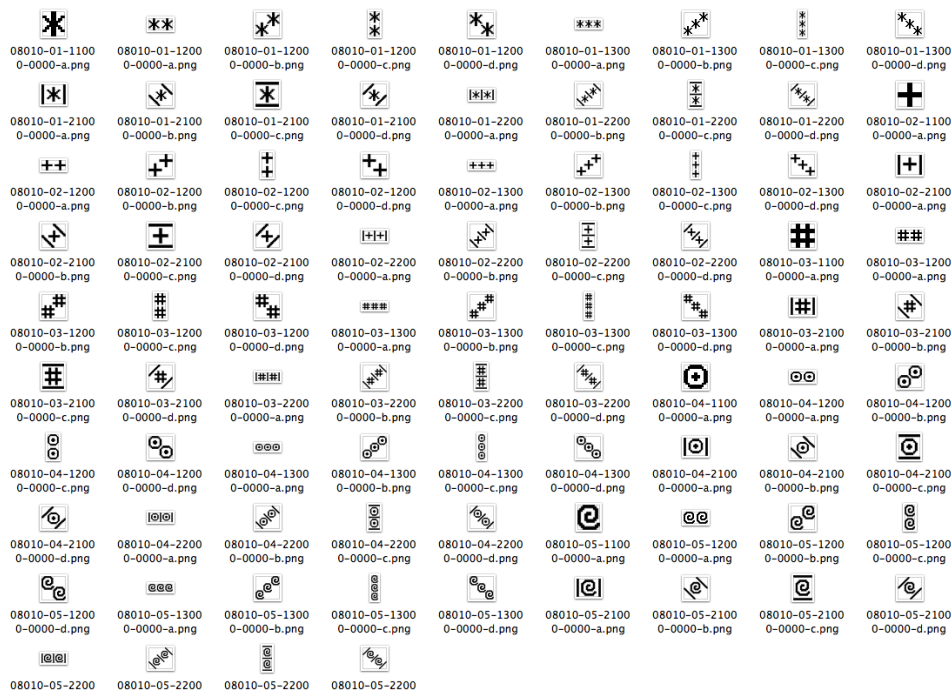 08010-01-1100 08010-01-1200 08010-01-1200 08010-01-1200 08010-01-1200 08010-01-1300 08010-01-1300 08010-01-1300 08010-01-1300
0-0000-a.png 0-0000-a.png 0-0000-b.png 0-0000-c.png 0-0000-d.png 0-0000-a.png 0-0000-b.png 0-0000-c.png 0-0000-d.png
08010-01-2100 08010-01-2100 08010-01-2100 08010-01-2100 08010-01-2200 08010-01-2200 08010-01-2200 08010-01-2200 08010-02-1100
0-0000-a.png 0-0000-b.png 0-0000-c.png 0-0000-d.png 0-0000-a.png 0-0000-b.png 0-0000-c.png 0-0000-d.png 0-0000-a.png
08010-02-1200 08010-02-1200 08010-02-1200 08010-02-1200 08010-02-1300 08010-02-1300 08010-02-1300 08010-02-1300 08010-02-2100
0-0000-a.png 0-0000-b.png 0-0000-c.png 0-0000-d.png 0-0000-a.png 0-0000-b.png 0-0000-c.png 0-0000-d.png 0-0000-a.png
08010-02-2100 08010-02-2100 08010-02-2100 08010-02-2200 08010-02-2200 08010-02-2200 08010-02-2200 08010-03-1100 08010-03-1200
0-0000-b.png 0-0000-c.png 0-0000-d.png 0-0000-a.png 0-0000-b.png 0-0000-c.png 0-0000-d.png 0-0000-a.png 0-0000-a.png
08010-03-1200 08010-03-1200 08010-03-1200 08010-03-1300 08010-03-1300 08010-03-1300 08010-03-1300 08010-03-2100 08010-03-2100
0-0000-b.png 0-0000-c.png 0-0000-d.png 0-0000-a.png 0-0000-b.png 0-0000-c.png 0-0000-d.png 0-0000-a.png 0-0000-b.png
08010-03-2100 08010-03-2100 08010-03-2200 08010-03-2200 08010-03-2200 08010-03-2200 08010-04-1100 08010-04-1200 08010-04-1200
0-0000-c.png 0-0000-d.png 0-0000-a.png 0-0000-b.png 0-0000-c.png 0-0000-d.png 0-0000-a.png 0-0000-a.png 0-0000-b.png
08010-04-1200 08010-04-1200 08010-04-1300 08010-04-1300 08010-04-1300 08010-04-1300 08010-04-2100 08010-04-2100 08010-04-2100
0-0000-c.png 0-0000-d.png 0-0000-a.png 0-0000-b.png 0-0000-c.png 0-0000-d.png 0-0000-a.png 0-0000-b.png 0-0000-c.png
08010-04-2100 08010-04-2200 08010-04-2200 08010-04-2200 08010-04-2200 08010-05-1100 08010-05-1200 08010-05-1200 08010-05-1200
0-0000-d.png 0-0000-a.png 0-0000-b.png 0-0000-c.png 0-0000-d.png 0-0000-a.png 0-0000-a.png 0-0000-b.png 0-0000-c.png
08010-05-1200 08010-05-1300 08010-05-1300 08010-05-1300 08010-05-1300 08010-05-2100 08010-05-2100 08010-05-2100 08010-05-2100
0-0000-d.png 0-0000-a.png 0-0000-b.png 0-0000-c.png 0-0000-d.png 0-0000-a.png 0-0000-b.png 0-0000-c.png 0-0000-d.png
08010-05-2200 08010-05-2200 08010-05-2200 08010-05-2200